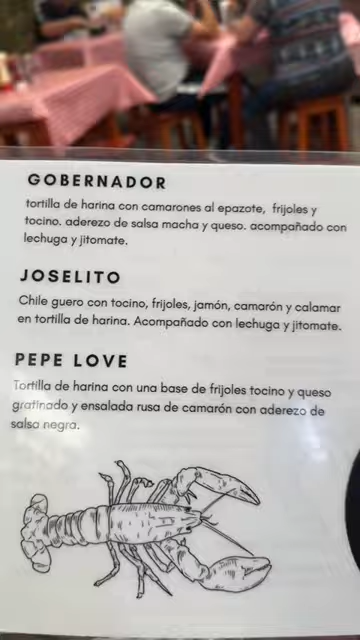 GOBERNADOR
tortilla de harina con camarones al epazote, frijoles y
tocino. aderezo de salsa macha y queso. acompañado con
lechuga y jitomate.
JOSELITO
Chile guero con tocino, frijoles, jamón, camarón y calamar
en tortilla de harina. Acompañado con lechuga y jitomate.
PEPE LOVE
Tortilla de harina con una base de frijoles tocino y queso
gratinado y ensalada rusa de camarón con aderezo de
salsa negra.